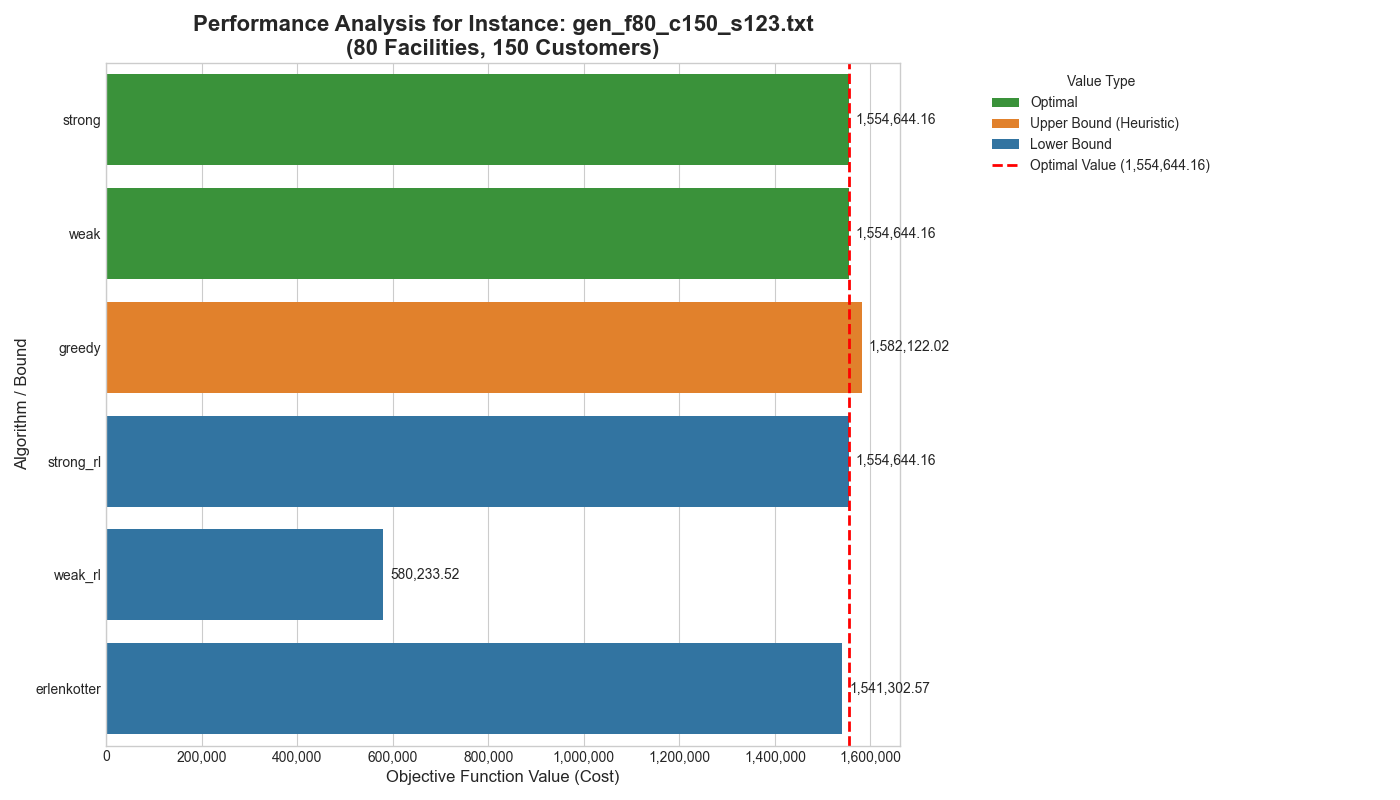 Performance Analysis for Instance: gen_f80_c150_s123.txt
(80 Facilities, 150 Customers)
Value Type
Optimal
Upper Bound (Heuristic)
Lower Bound
Optimal Value (1,554,644.16)
Algorithm / Bound
strong
1,554,644.16
weak
1,554,644.16
greedy
1,582,122.02
strong_rl
1,554,644.16
weak_rl
580,233.52
erlenkotter
1,541,302.57
0 200,000 400,000 600,000 800,000 1,000,000 1,200,000 1,400,000 1,600,000
Objective Function Value (Cost)